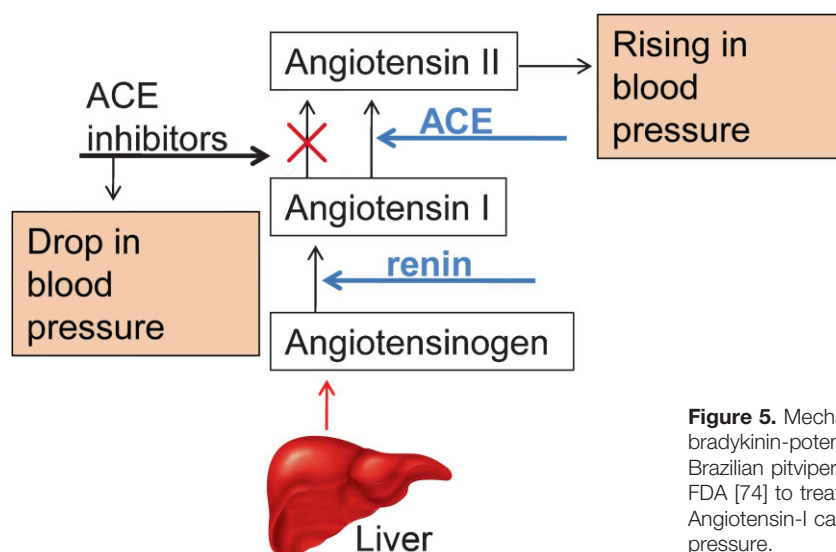 Angiotensin II
Rising in
blood
pressure
ACE
inhibitors
ACE
Angiotensin I
Drop in
blood
pressure
renin
Angiotensinogen
Liver
Figure 5. Mecha
bradykinin-poter
Brazilian pitviper
FDA [74] to treat
Angiotensin-I ca
pressure.